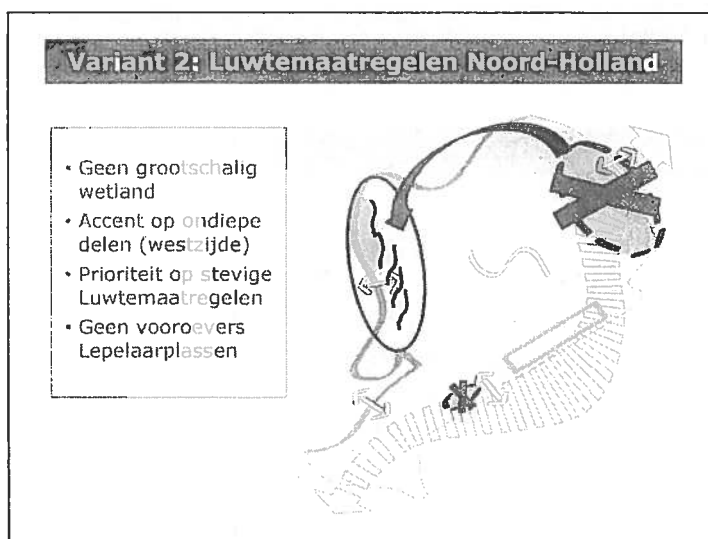 Variant 2: Luwtemaatregelen Noord-Holland
• Geen grootschalig
wetland
• Accent op ondiepe
delen (westzijde)
• Prioriteit op stevige
Luwtemaatregelen
• Geen vooroevers
Lepelaarplassen